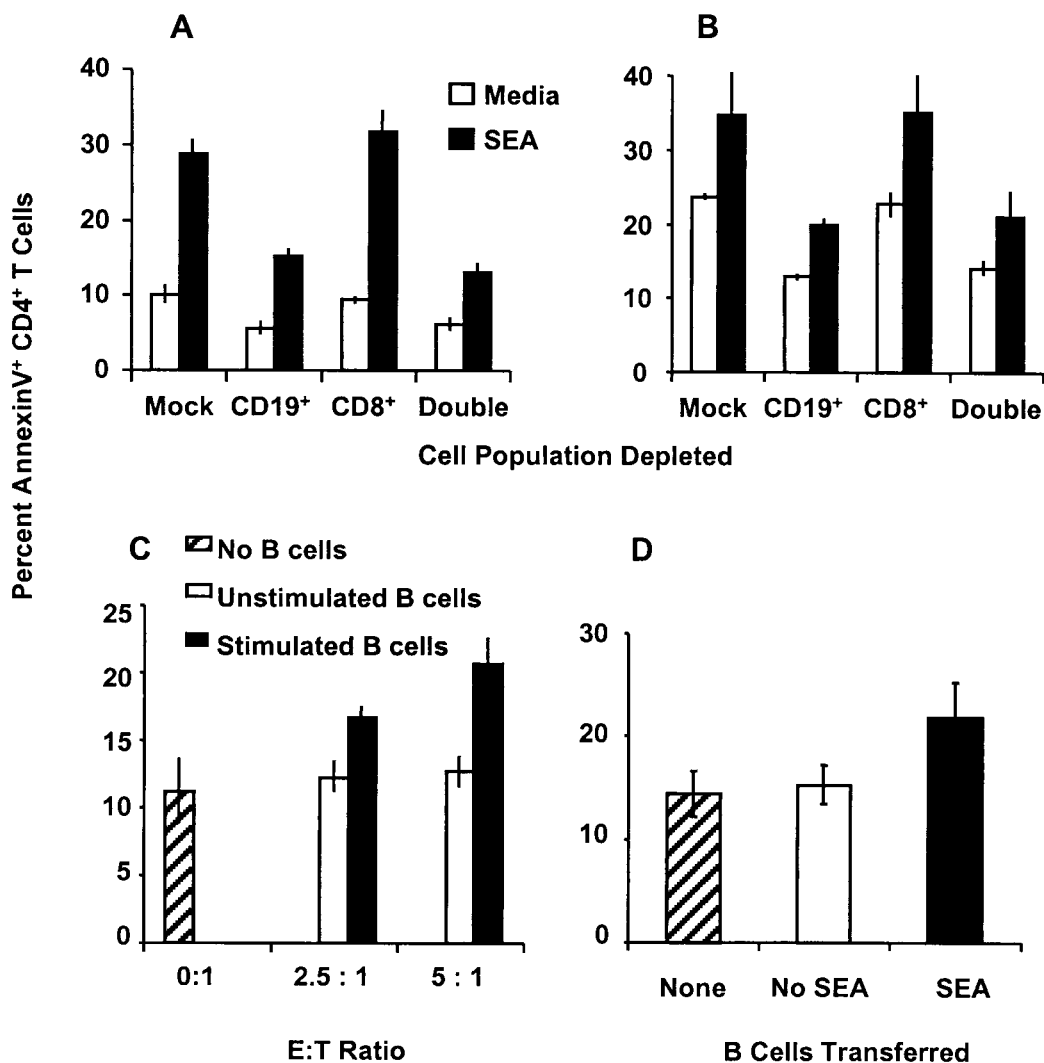 A
B
40
30
20
10
0
Media
SEA
Mock CD19⁺ CD8⁺ Double
40
30
20
10
0
Mock CD19⁺ CD8⁺ Double
Cell Population Depleted
Percent AnnexinV⁺ CD4⁺ T Cells
C
No B cells
Unstimulated B cells
Stimulated B cells
25
20
15
10
5
0
0:1 2.5 : 1 5 : 1
E:T Ratio
D
30
20
10
0
None No SEA SEA
B Cells Transferred